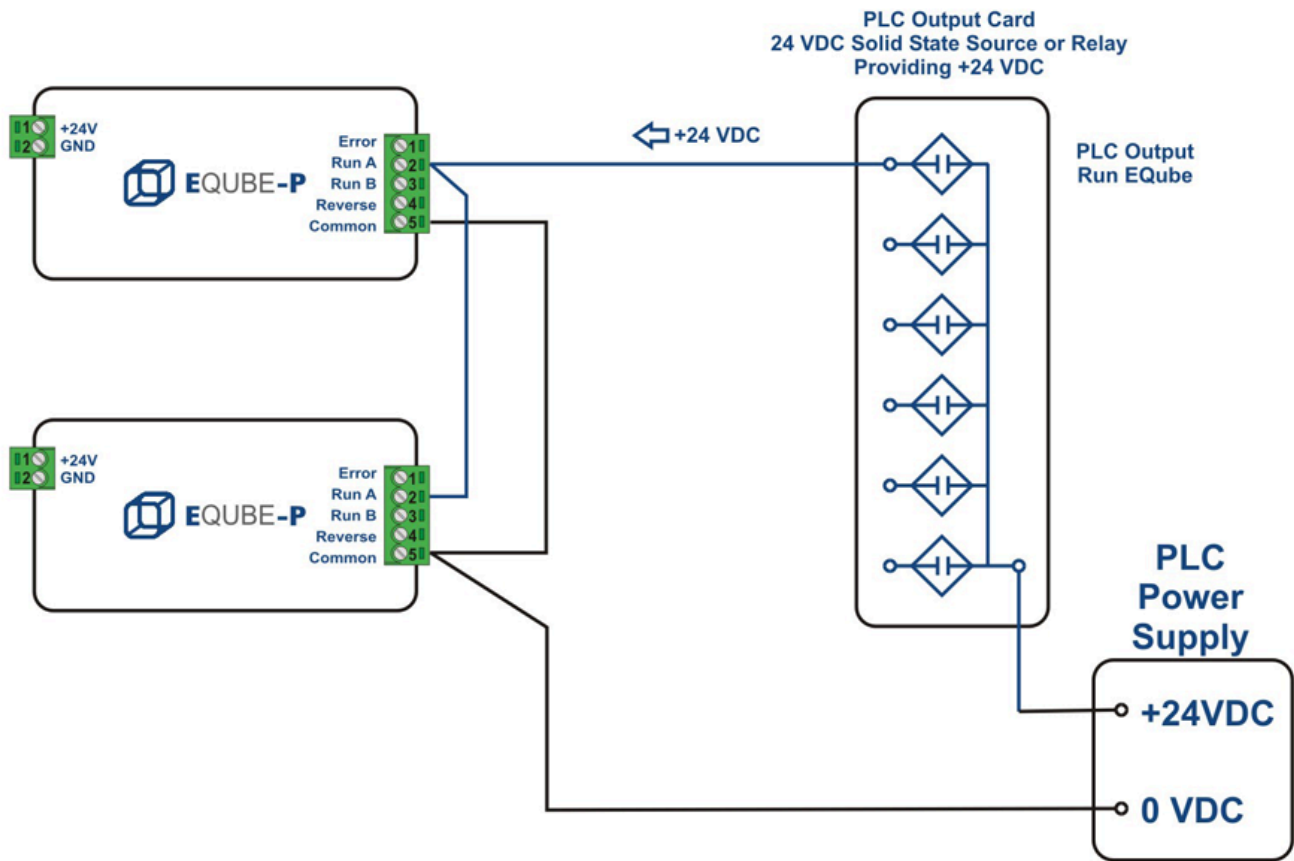 PLC Output Card
24 VDC Solid State Source or Relay
Providing +24 VDC
+24 VDC
PLC Output
Run EQube
1 +24V
2 GND
EQUBE-P
Error 1
Run A 2
Run B 3
Reverse 4
Common 5
1 +24V
2 GND
EQUBE-P
Error 1
Run A 2
Run B 3
Reverse 4
Common 5
PLC
Power
Supply
+24VDC
0 VDC